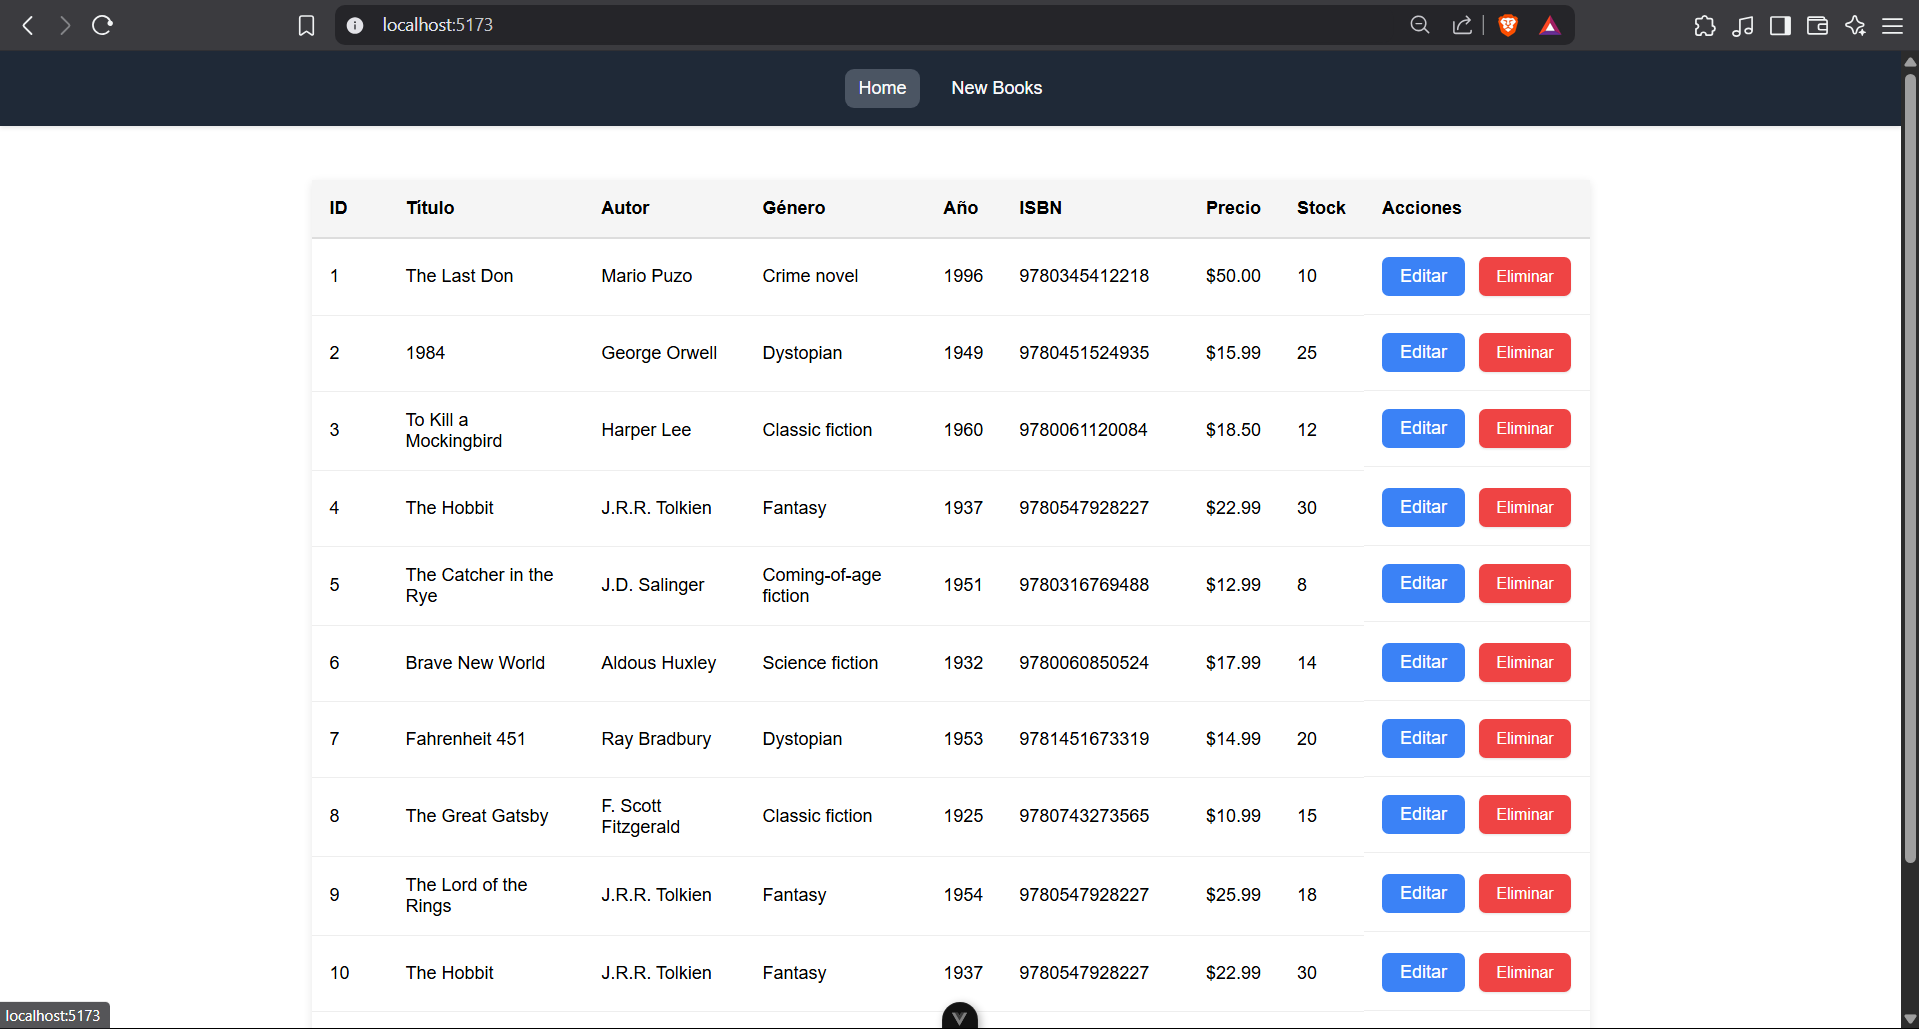 localhost:5173
Home New Books
ID Título Autor Género Año ISBN Precio Stock Acciones
1 The Last Don Mario Puzo Crime novel 1996 9780345412218 $50.00 10 Editar Eliminar
2 1984 George Orwell Dystopian 1949 9780451524935 $15.99 25 Editar Eliminar
3 To Kill a Mockingbird Harper Lee Classic fiction 1960 9780061120084 $18.50 12 Editar Eliminar
4 The Hobbit J.R.R. Tolkien Fantasy 1937 9780547928227 $22.99 30 Editar Eliminar
5 The Catcher in the Rye J.D. Salinger Coming-of-age fiction 1951 9780316769488 $12.99 8 Editar Eliminar
6 Brave New World Aldous Huxley Science fiction 1932 9780060850524 $17.99 14 Editar Eliminar
7 Fahrenheit 451 Ray Bradbury Dystopian 1953 9781451673319 $14.99 20 Editar Eliminar
8 The Great Gatsby F. Scott Fitzgerald Classic fiction 1925 9780743273565 $10.99 15 Editar Eliminar
9 The Lord of the Rings J.R.R. Tolkien Fantasy 1954 9780547928227 $25.99 18 Editar Eliminar
10 The Hobbit J.R.R. Tolkien Fantasy 1937 9780547928227 $22.99 30 Editar Eliminar
localhost:5173